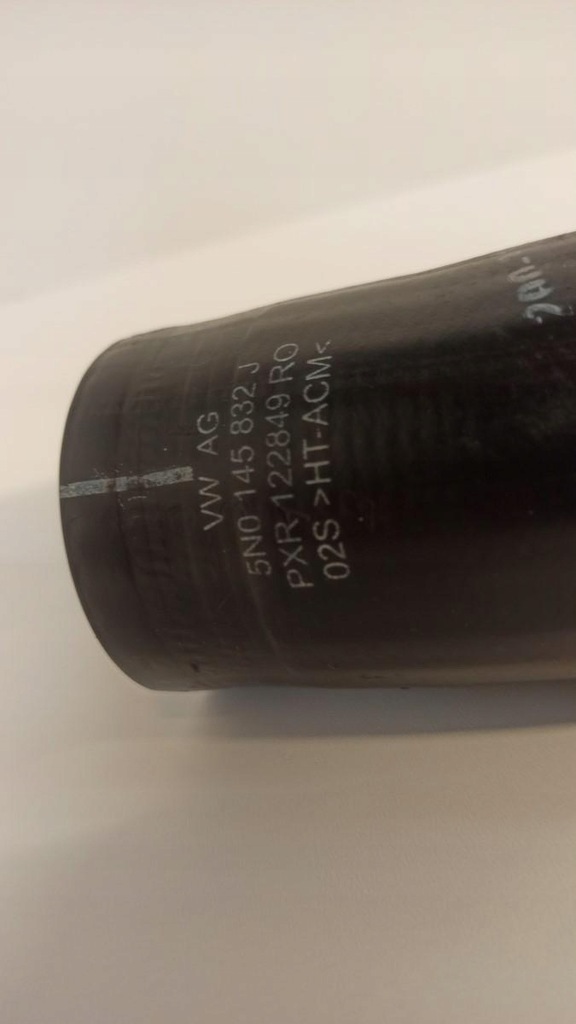 VW AG
5N0 145 832 J
PXR 122849 RO
02S >HT-ACM<